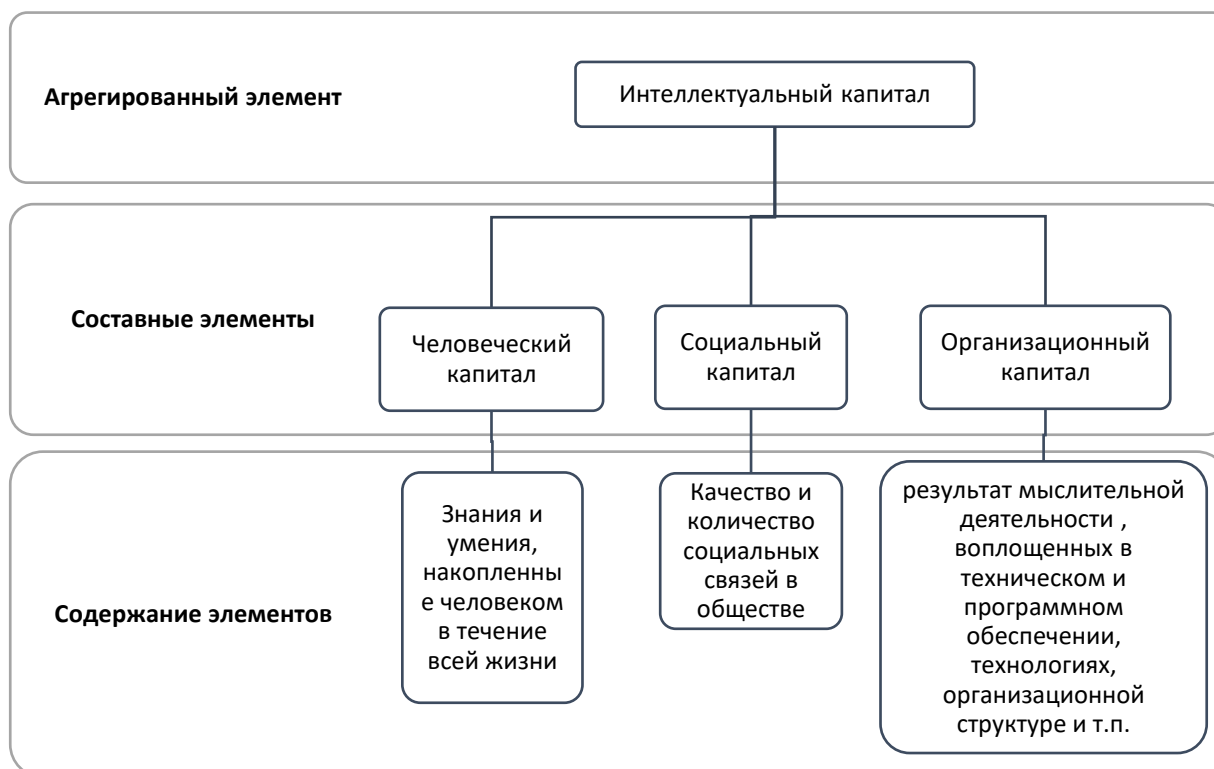 Агрегированный элемент
Интеллектуальный капитал
Составные элементы
Человеческий
капитал
Социальный
капитал
Организационный
капитал
Содержание элементов
Знания и
умения,
накопленны
е человеком
в течение
всей жизни
Качество и
количество
социальных
связей в
обществе
результат мыслительной
деятельности ,
воплощенных в
техническом и
программном
обеспечении,
технологиях,
организационной
структуре и т.п.